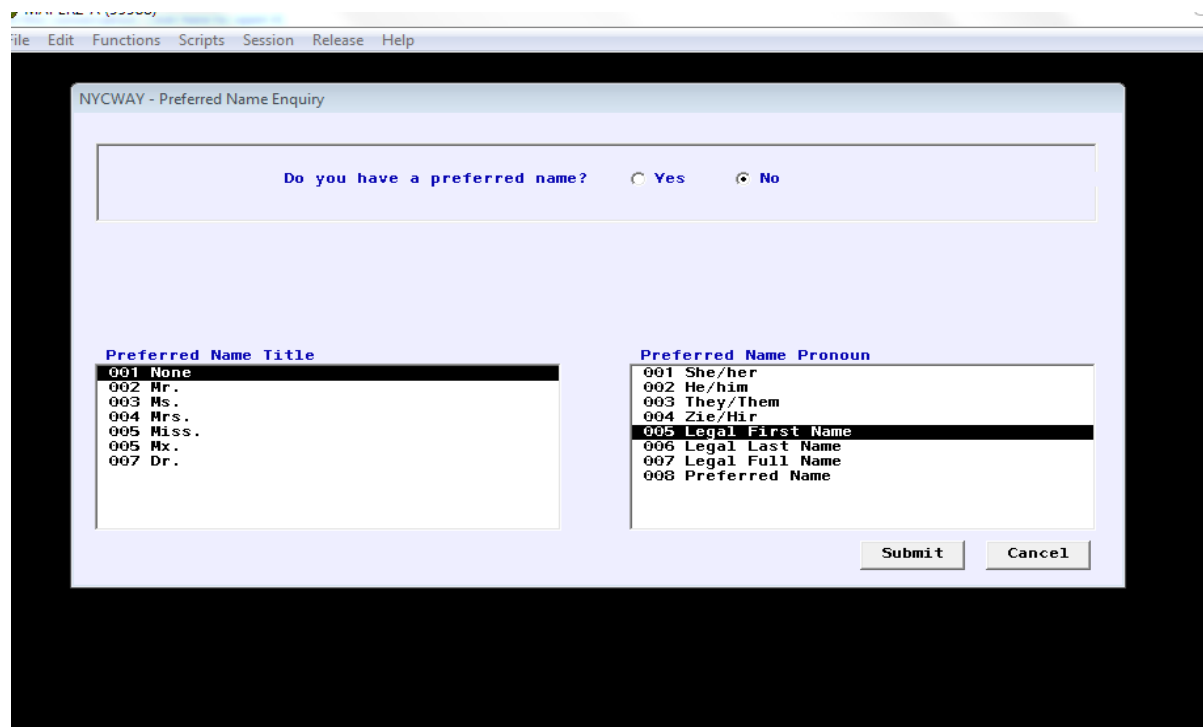 File Edit Functions Scripts Session Release Help
NYCWAY - Preferred Name Enquiry
Do you have a preferred name? Yes No
Preferred Name Title
001 None
002 Mr.
003 Ms.
004 Mrs.
005 Miss.
005 Mx.
007 Dr.
Preferred Name Pronoun
001 She/her
002 He/him
003 They/Them
004 Zie/Hir
005 Legal First Name
006 Legal Last Name
007 Legal Full Name
008 Preferred Name
Submit Cancel